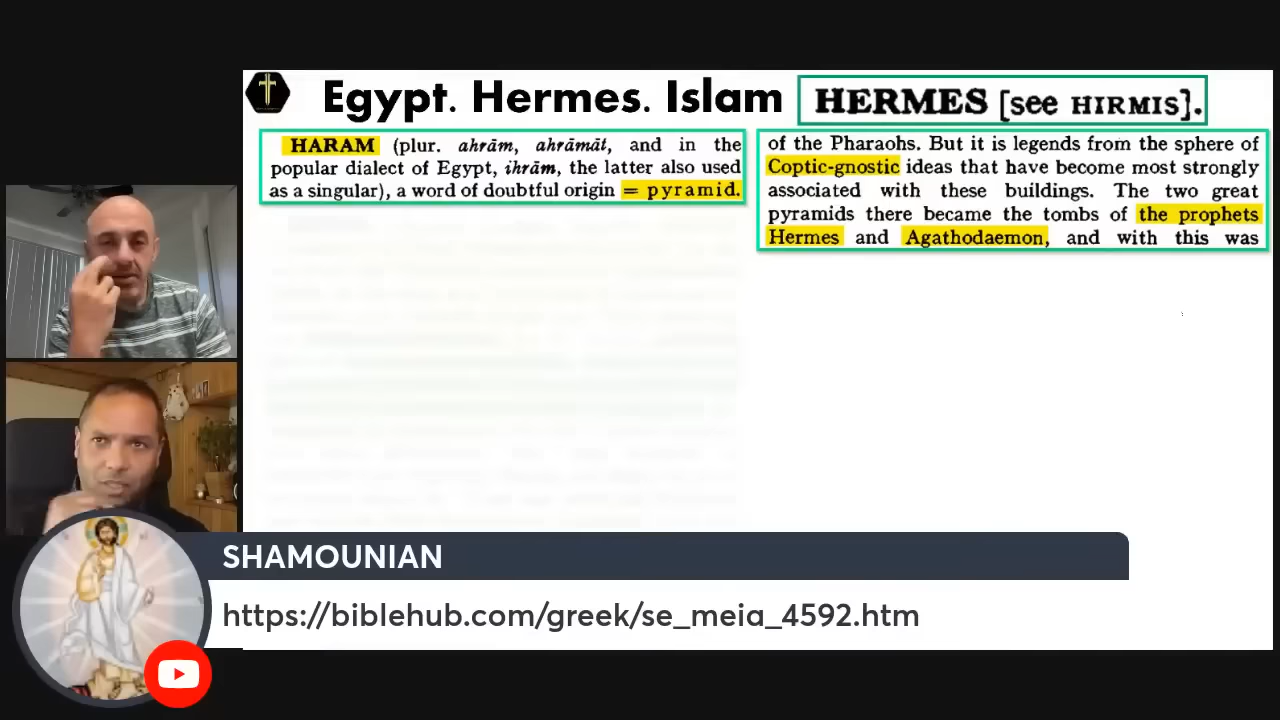 Egypt. Hermes. Islam
HERMES [see HIRMIS].
HARAM (plur. ahrām, ahrāmāt, and in the
popular dialect of Egypt, ihrām, the latter also used
as a singular), a word of doubtful origin = pyramid.
of the Pharaohs. But it is legends from the sphere of
Coptic-gnostic ideas that have become most strongly
associated with these buildings. The two great
pyramids there became the tombs of the prophets
Hermes and Agathodaemon, and with this was
SHAMOUNIAN
https://biblehub.com/greek/se_meia_4592.htm